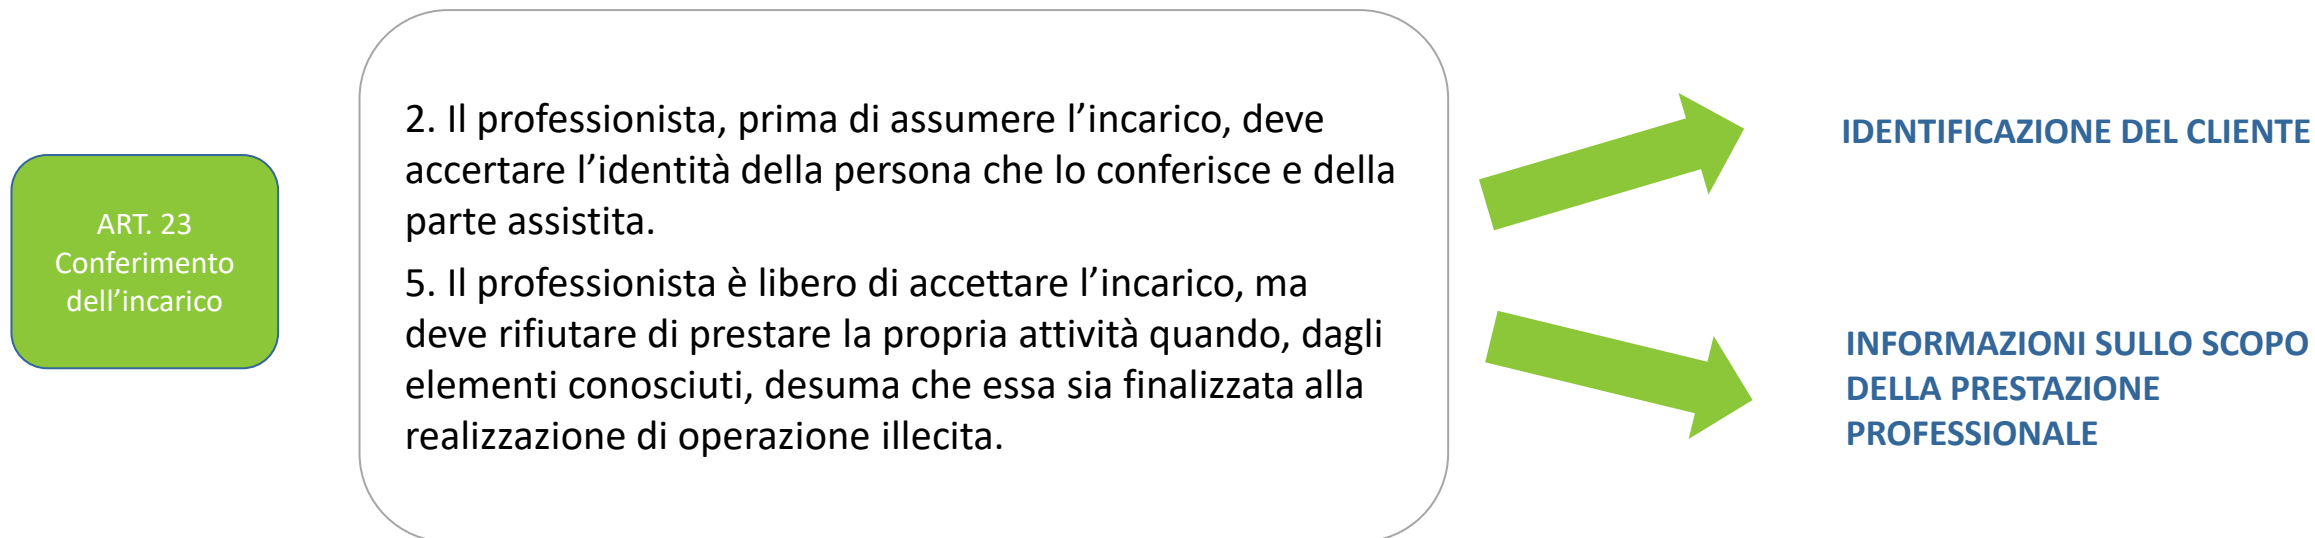 ART. 23
Conferimento
dell’incarico
2. Il professionista, prima di assumere l’incarico, deve
accertare l’identità della persona che lo conferisce e della
parte assistita.
5. Il professionista è libero di accettare l’incarico, ma
deve rifiutare di prestare la propria attività quando, dagli
elementi conosciuti, desuma che essa sia finalizzata alla
realizzazione di operazione illecita.
IDENTIFICAZIONE DEL CLIENTE
INFORMAZIONI SULLO SCOPO
DELLA PRESTAZIONE
PROFESSIONALE